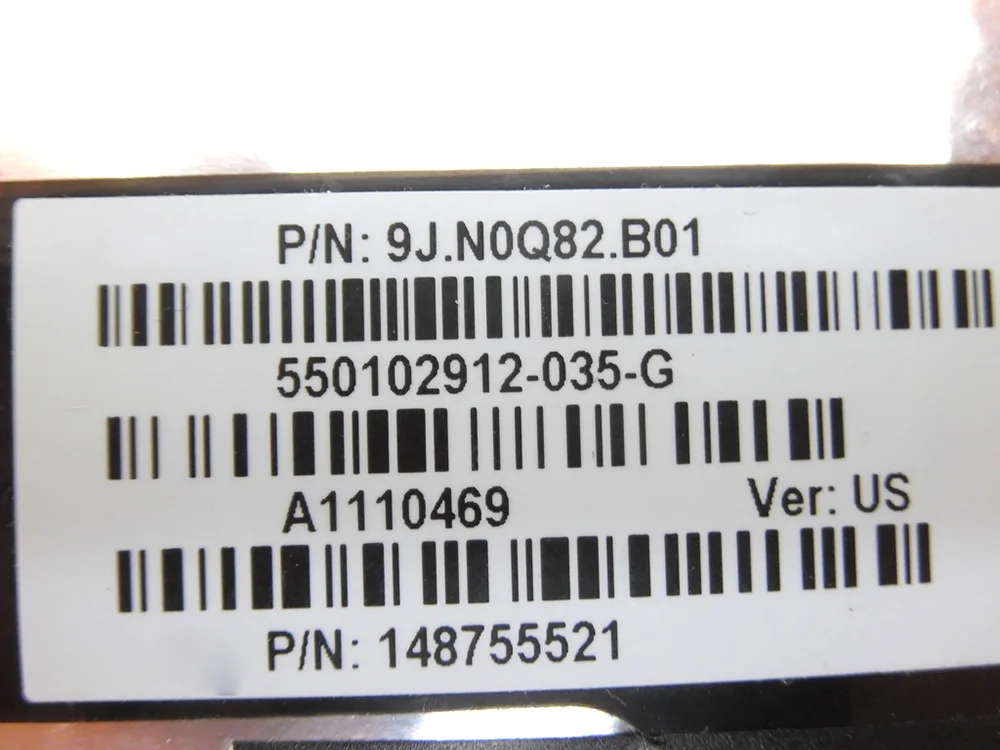 P/N: 9J.N0Q82.B01
550102912-035-G
A1110469 Ver: US
P/N: 148755521